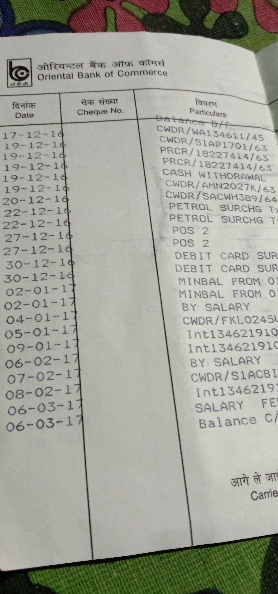 ओरियन्टल बैंक ऑफ़ कॉमर्स
Oriental Bank of Commerce
दिनांक चेक संख्या विवरण
Date Cheque No. Particulars
Balance B/F
17-12-16 CWDR/WA134611/45
19-12-16 CWDR/S1AP1701/63
19-12-16 PRCR/18227414/63
19-12-16 PRCR/18227414/63
19-12-16 CASH WITHDRAWAL
19-12-16 CWDR/AMN2027K/63
20-12-16 CWDR/SACWH389/64
22-12-16 PETROL SURCHG
22-12-16 PETROL SURCHG
27-12-16 POS 2
27-12-16 POS 2
30-12-16 DEBIT CARD SUR
30-12-16 DEBIT CARD SUR
02-01-17 MINBAL FROM
02-01-17 MINBAL FROM
04-01-17 BY SALARY
05-01-17 CWDR/FKL0245
09-01-17 Int13462191
06-02-17 Int13462191
07-02-17 BY SALARY
08-02-17 CWDR/S1ACB1
06-03-17 Int1346219
06-03-17 SALARY FE
Balance C/
आगे ले जा
Carrie